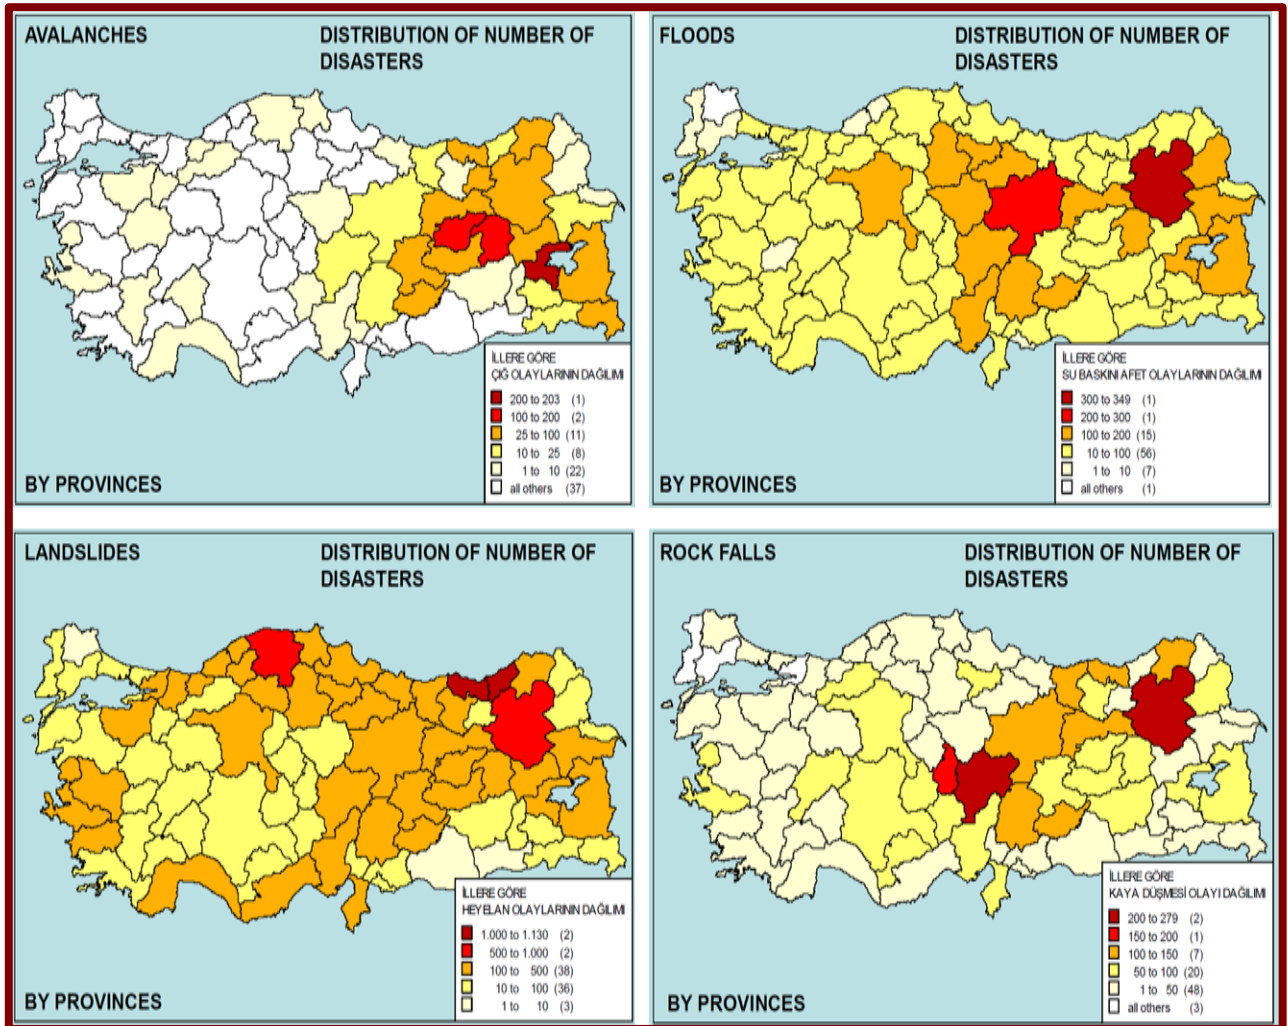 AVALANCHES
DISTRIBUTION OF NUMBER OF
DISASTERS
İLLERE GÖRE
ÇIĞ OLAYLARININ DAĞILIMI
200 to 203 (1)
100 to 200 (2)
25 to 100 (11)
10 to 25 (8)
1 to 10 (22)
all others (37)
BY PROVINCES
FLOODS
DISTRIBUTION OF NUMBER OF
DISASTERS
İLLERE GÖRE
SU BASKINI AFET OLAYLARININ DAĞILIMI
300 to 349 (1)
200 to 300 (1)
100 to 200 (15)
10 to 100 (56)
1 to 10 (7)
all others (1)
BY PROVINCES
LANDSLIDES
DISTRIBUTION OF NUMBER OF
DISASTERS
İLLERE GÖRE
HEYELAN OLAYLARININ DAĞILIMI
1.000 to 1.130 (2)
500 to 1.000 (2)
100 to 500 (38)
10 to 100 (36)
1 to 10 (3)
BY PROVINCES
ROCK FALLS
DISTRIBUTION OF NUMBER OF
DISASTERS
İLLERE GÖRE
KAYA DÜŞMESİ OLAYI DAĞILIMI
200 to 279 (2)
150 to 200 (1)
100 to 150 (7)
50 to 100 (20)
1 to 50 (48)
all others (3)
BY PROVINCES